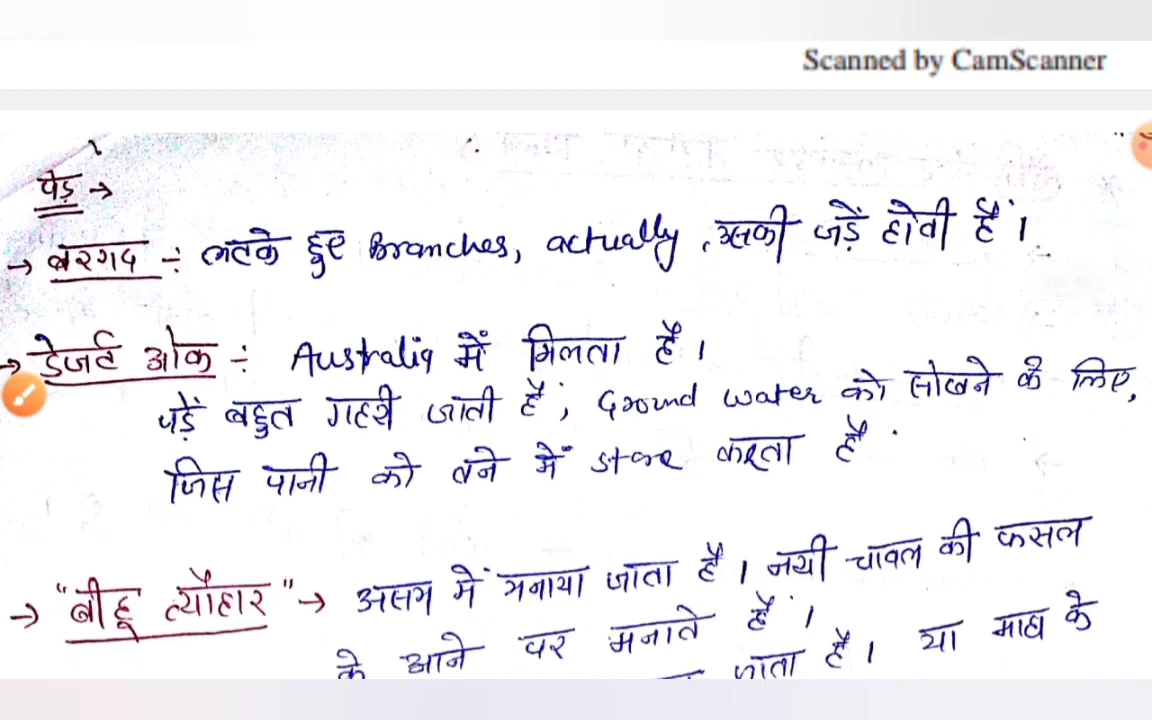 Scanned by CamScanner
पेड़ →
→ बरगद ÷ लटके हुए Branches, actually उसकी जड़ें होती हैं।
→ डेजर्ट ओक ÷ Australia में मिलता है।
जड़ें बहुत गहरी जाती है, Ground water को सोखने के लिए,
जिस पानी को तने में store करता है
→ "बीहू त्यौहार" → असम में मनाया जाता है। नयी चावल की फसल
के आने पर मनाते हैं।
जाता है। या माघ के